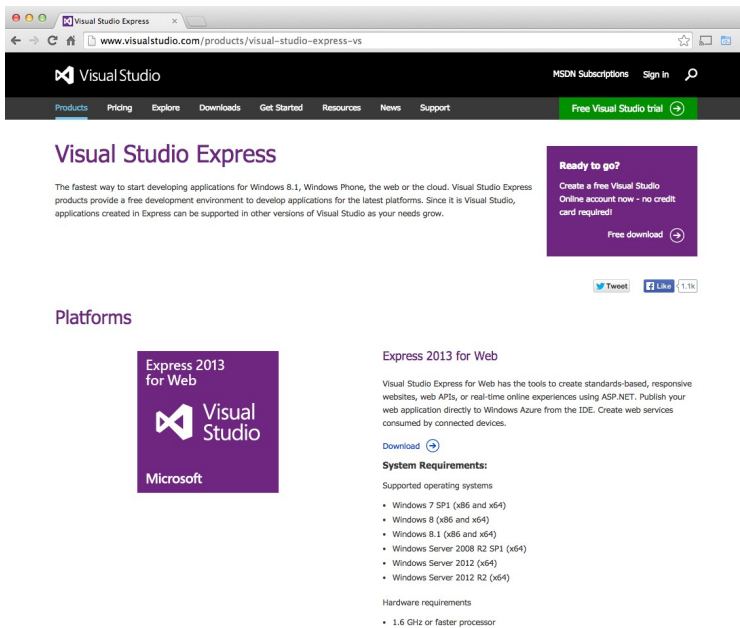 Visual Studio Express
www.visualstudio.com/products/visual-studio-express-vs
Visual Studio
MSDN Subscriptions Sign in
Products Pricing Explore Downloads Get Started Resources News Support
Free Visual Studio trial
Visual Studio Express
The fastest way to start developing applications for Windows 8.1, Windows Phone, the web or the cloud. Visual Studio Express
products provide a free development environment to develop applications for the latest platforms. Since it is Visual Studio,
applications created in Express can be supported in other versions of Visual Studio as your needs grow.
Ready to go?
Create a free Visual Studio
Online account now - no credit
card required!
Free download
Tweet
Like
1.1k
Platforms
Express 2013
for Web
Visual
Studio
Microsoft
Express 2013 for Web
Visual Studio Express for Web has the tools to create standards-based, responsive
websites, web APIs, or real-time online experiences using ASP.NET. Publish your
web application directly to Windows Azure from the IDE. Create web services
consumed by connected devices.
Download
System Requirements:
Supported operating systems
• Windows 7 SP1 (x86 and x64)
• Windows 8 (x86 and x64)
• Windows 8.1 (x86 and x64)
• Windows Server 2008 R2 SP1 (x64)
• Windows Server 2012 (x64)
• Windows Server 2012 R2 (x64)
Hardware requirements
• 1.6 GHz or faster processor